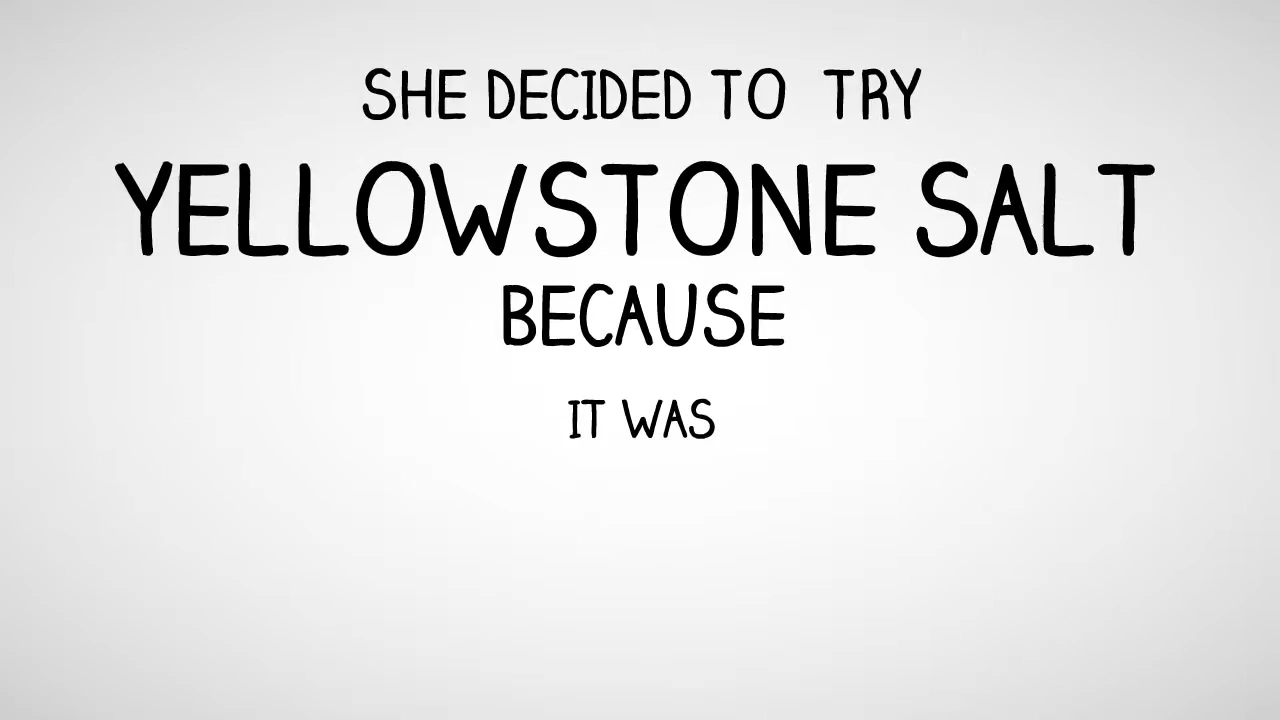 SHE DECIDED TO TRY
YELLOWSTONE SALT
BECAUSE
IT WAS